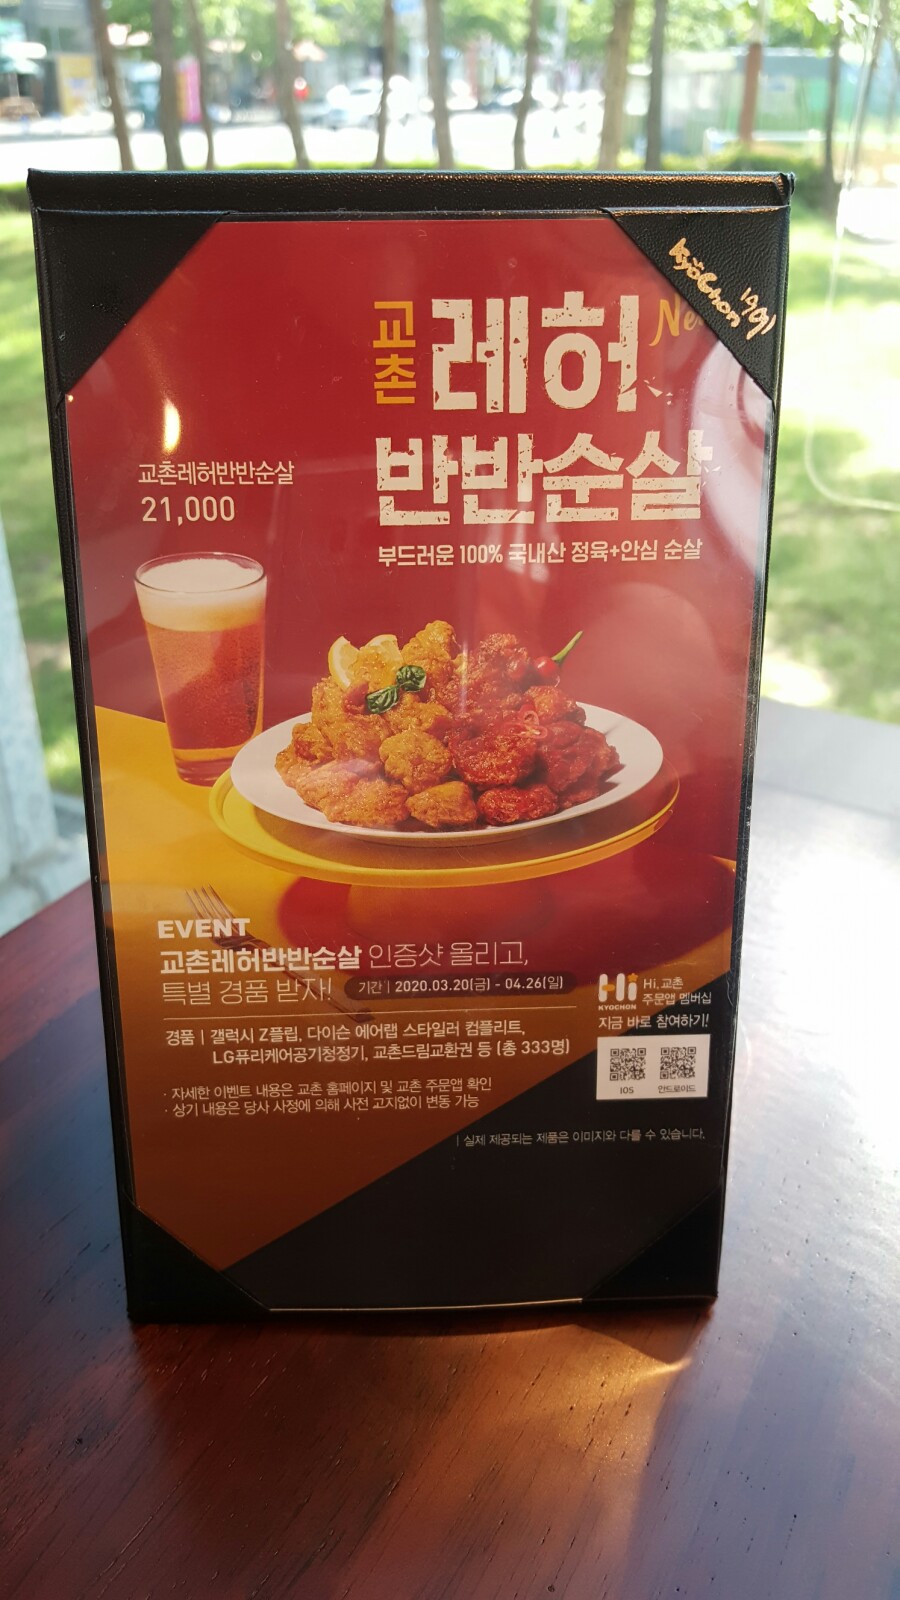 KyoChon 1991
교촌
레허
New
반반순살
부드러운 100% 국내산 정육+안심 순살
교촌레허반반순살
21,000
EVENT
교촌레허반반순살 인증샷 올리고,
특별 경품 받자!
기간 | 2020.03.20(금) - 04.26(일)
경품 | 갤럭시 Z플립, 다이슨 에어랩 스타일러 컴플리트,
LG퓨리케어공기청정기, 교촌드림교환권 등 (총 333명)
· 자세한 이벤트 내용은 교촌 홈페이지 및 교촌 주문앱 확인
· 상기 내용은 당사 사정에 의해 사전 고지없이 변동 가능
Hi
KYOCHON
Hi, 교촌
주문앱 멤버십
지금 바로 참여하기!
iOS
안드로이드
| 실제 제공되는 제품은 이미지와 다를 수 있습니다.